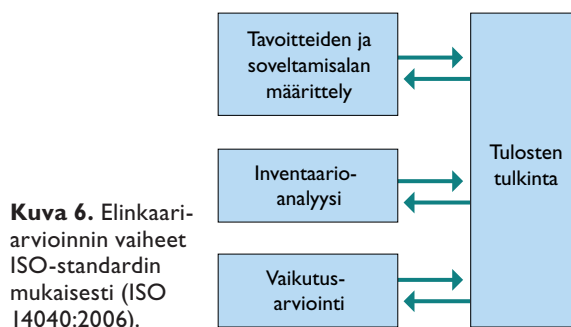 Tavoitteiden ja
soveltamisalan
määrittely
Inventaario-
analyysi
Vaikutus-
arviointi
Tulosten
tulkinta
Kuva 6. Elinkaari-
arvioinnin vaiheet
ISO-standardin
mukaisesti (ISO
14040:2006).